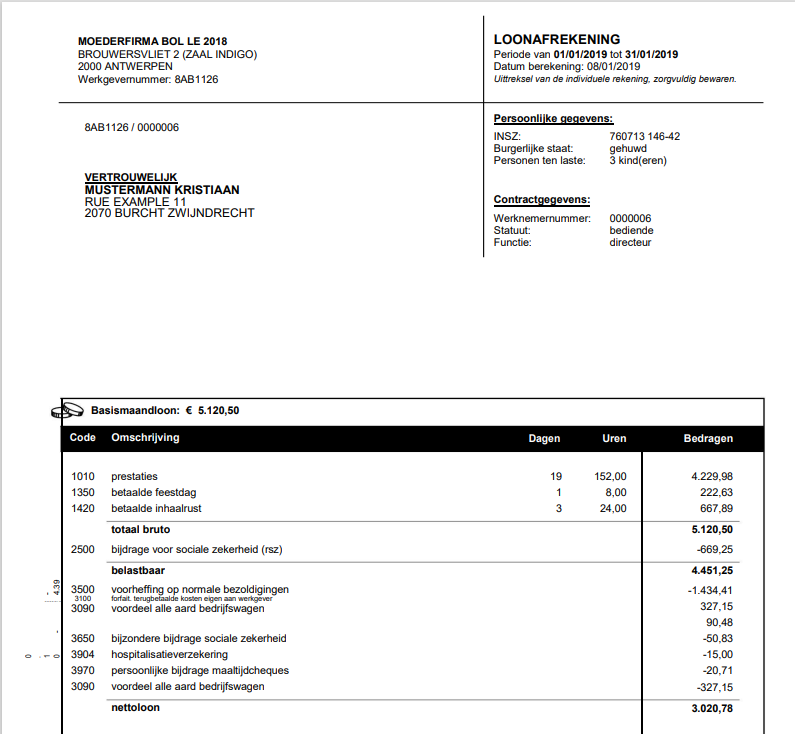 MOEDERFIRMA BOL LE 2018
BROUWERSVLIET 2 (ZAAL INDIGO)
2000 ANTWERPEN
Werkgevernummer: 8AB1126
LOONAFREKENING
Periode van 01/01/2019 tot 31/01/2019
Datum berekening: 08/01/2019
Uittreksel van de individuele rekening, zorgvuldig bewaren.
8AB1126 / 0000006
VERTROUWELIJK
MUSTERMANN KRISTIAAN
RUE EXAMPLE 11
2070 BURCHT ZWIJNDRECHT
Persoonlijke gegevens:
INSZ: 760713 146-42
Burgerlijke staat: gehuwd
Personen ten laste: 3 kind(eren)
Contractgegevens:
Werknemernummer: 0000006
Statuut: bediende
Functie: directeur
Basismaandloon: € 5.120,50
Code Omschrijving Dagen Uren Bedragen
1010 prestaties 19 152,00 4.229,98
1350 betaalde feestdag 1 8,00 222,63
1420 betaalde inhaalrust 3 24,00 667,89
totaal bruto 5.120,50
2500 bijdrage voor sociale zekerheid (rsz) -669,25
belastbaar 4.451,25
3500 voorheffing op normale bezoldigingen -1.434,41
3100 forfait. terugbetaalde kosten eigen aan werkgever
3090 voordeel alle aard bedrijfswagen 327,15
90,48
3650 bijzondere bijdrage sociale zekerheid -50,83
3904 hospitalisatieverzekering -15,00
3970 persoonlijke bijdrage maaltijdcheques -20,71
3090 voordeel alle aard bedrijfswagen -327,15
nettoloon 3.020,78